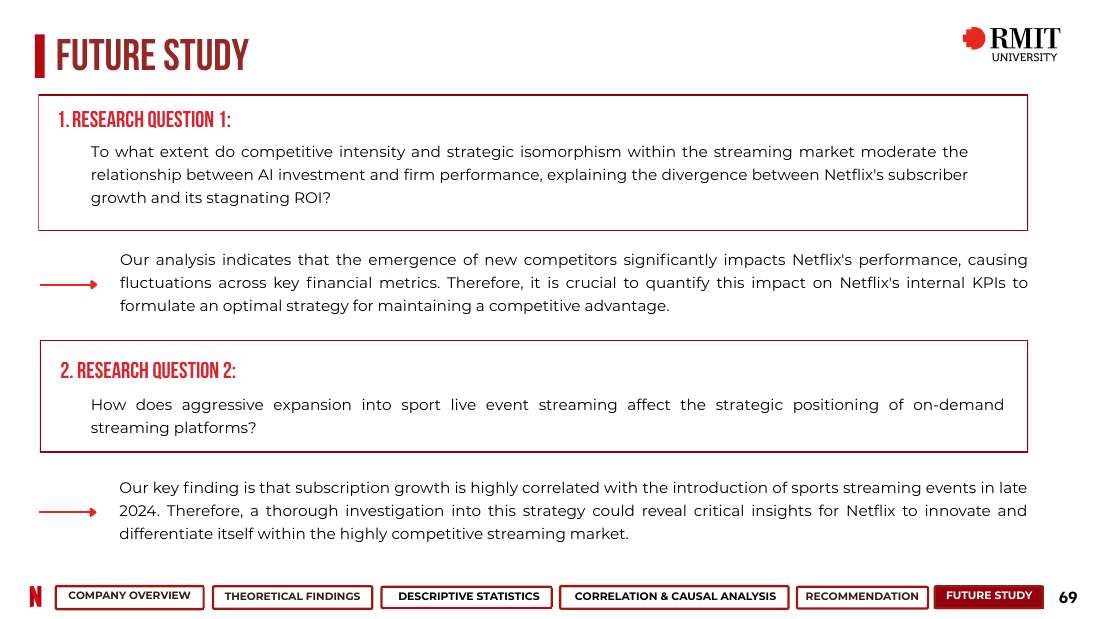 FUTURE STUDY
RMIT
UNIVERSITY
1. RESEARCH QUESTION 1:
To what extent do competitive intensity and strategic isomorphism within the streaming market moderate the
relationship between AI investment and firm performance, explaining the divergence between Netflix's subscriber
growth and its stagnating ROI?
Our analysis indicates that the emergence of new competitors significantly impacts Netflix's performance, causing
fluctuations across key financial metrics. Therefore, it is crucial to quantify this impact on Netflix's internal KPIs to
formulate an optimal strategy for maintaining a competitive advantage.
2. RESEARCH QUESTION 2:
How does aggressive expansion into sport live event streaming affect the strategic positioning of on-demand
streaming platforms?
Our key finding is that subscription growth is highly correlated with the introduction of sports streaming events in late
2024. Therefore, a thorough investigation into this strategy could reveal critical insights for Netflix to innovate and
differentiate itself within the highly competitive streaming market.
N COMPANY OVERVIEW THEORETICAL FINDINGS DESCRIPTIVE STATISTICS CORRELATION & CAUSAL ANALYSIS RECOMMENDATION FUTURE STUDY 69